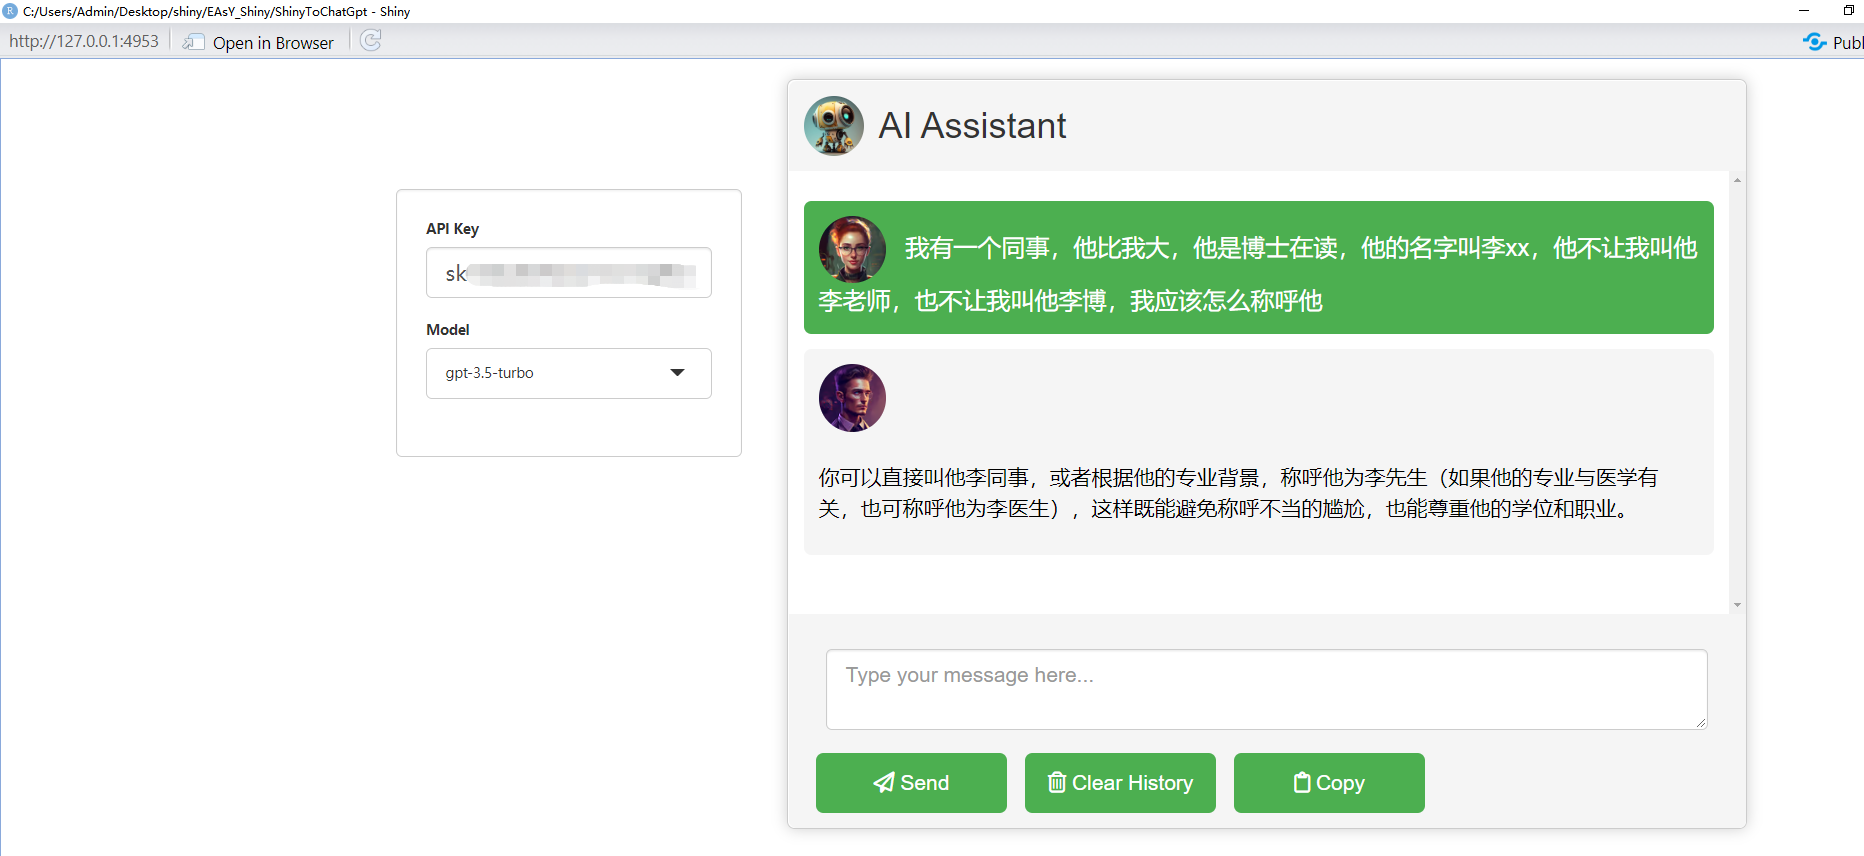 C:/Users/Admin/Desktop/shiny/EAsY_Shiny/ShinyToChatGpt - Shiny
http://127.0.0.1:4953
Open in Browser
Publ
AI Assistant
API Key
sk
Model
gpt-3.5-turbo
我有一个同事，他比我大，他是博士在读，他的名字叫李xx，他不让我叫他
李老师，也不让我叫他李博，我应该怎么称呼他
你可以直接叫他李同事，或者根据他的专业背景，称呼他为李先生（如果他的专业与医学有
关，也可称呼他为李医生），这样既能避免称呼不当的尴尬，也能尊重他的学位和职业。
Type your message here...
Send
Clear History
Copy